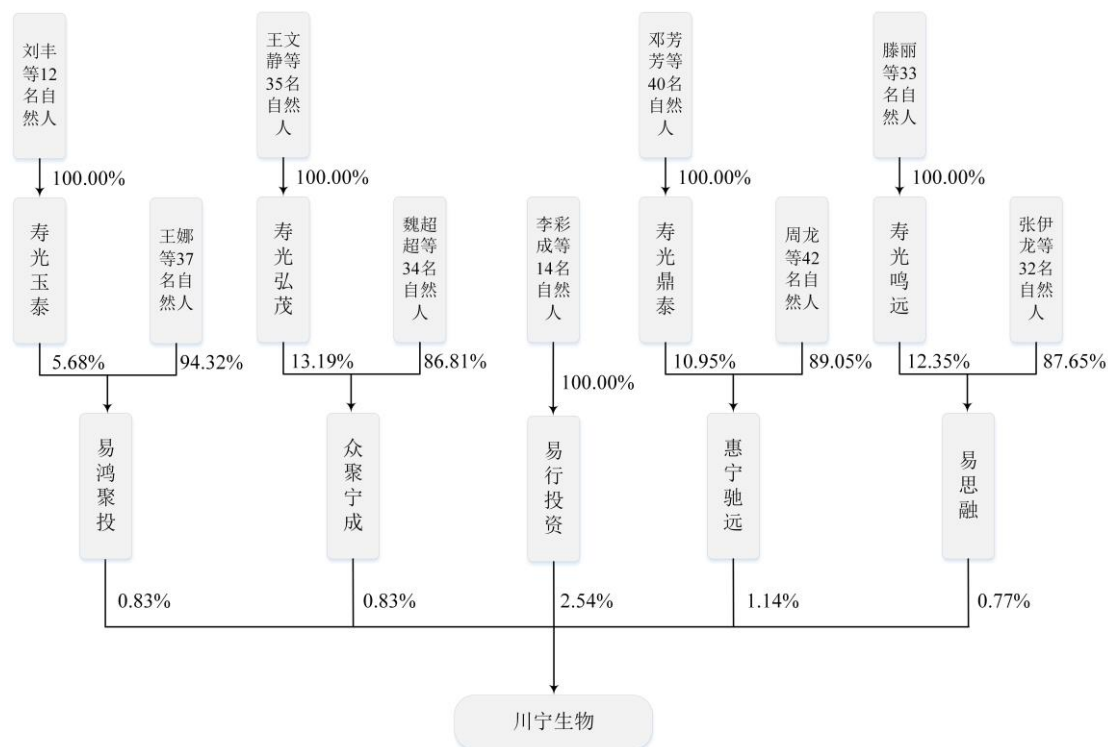 刘丰
等12
名自
然人
王文
静等
35名
自然
人
邓芳
芳等
40名
自然
人
滕丽
等33
名自
然人
100.00%
100.00%
100.00%
100.00%
寿光玉泰
王娜
等37
名自
然人
寿光弘茂
魏超
超等
34名
自然
人
李彩
成等
14名
自然
人
寿光鼎泰
周龙
等42
名自
然人
寿光鸣远
张伊
龙等
32名
自然
人
5.68%
94.32%
13.19%
86.81%
100.00%
10.95%
89.05%
12.35%
87.65%
易鸿聚投
众聚宁成
易行投资
惠宁驰远
易思融
0.83%
0.83%
2.54%
1.14%
0.77%
川宁生物